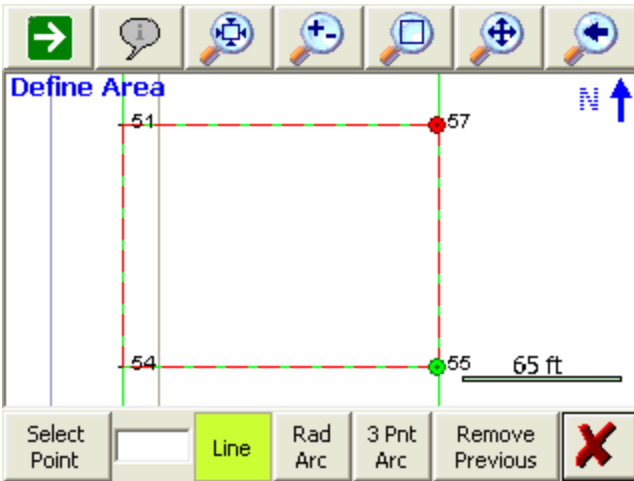 Define Area
N
51
57
54
55
65 ft
Select
Point
Line
Rad
Arc
3 Pnt
Arc
Remove
Previous